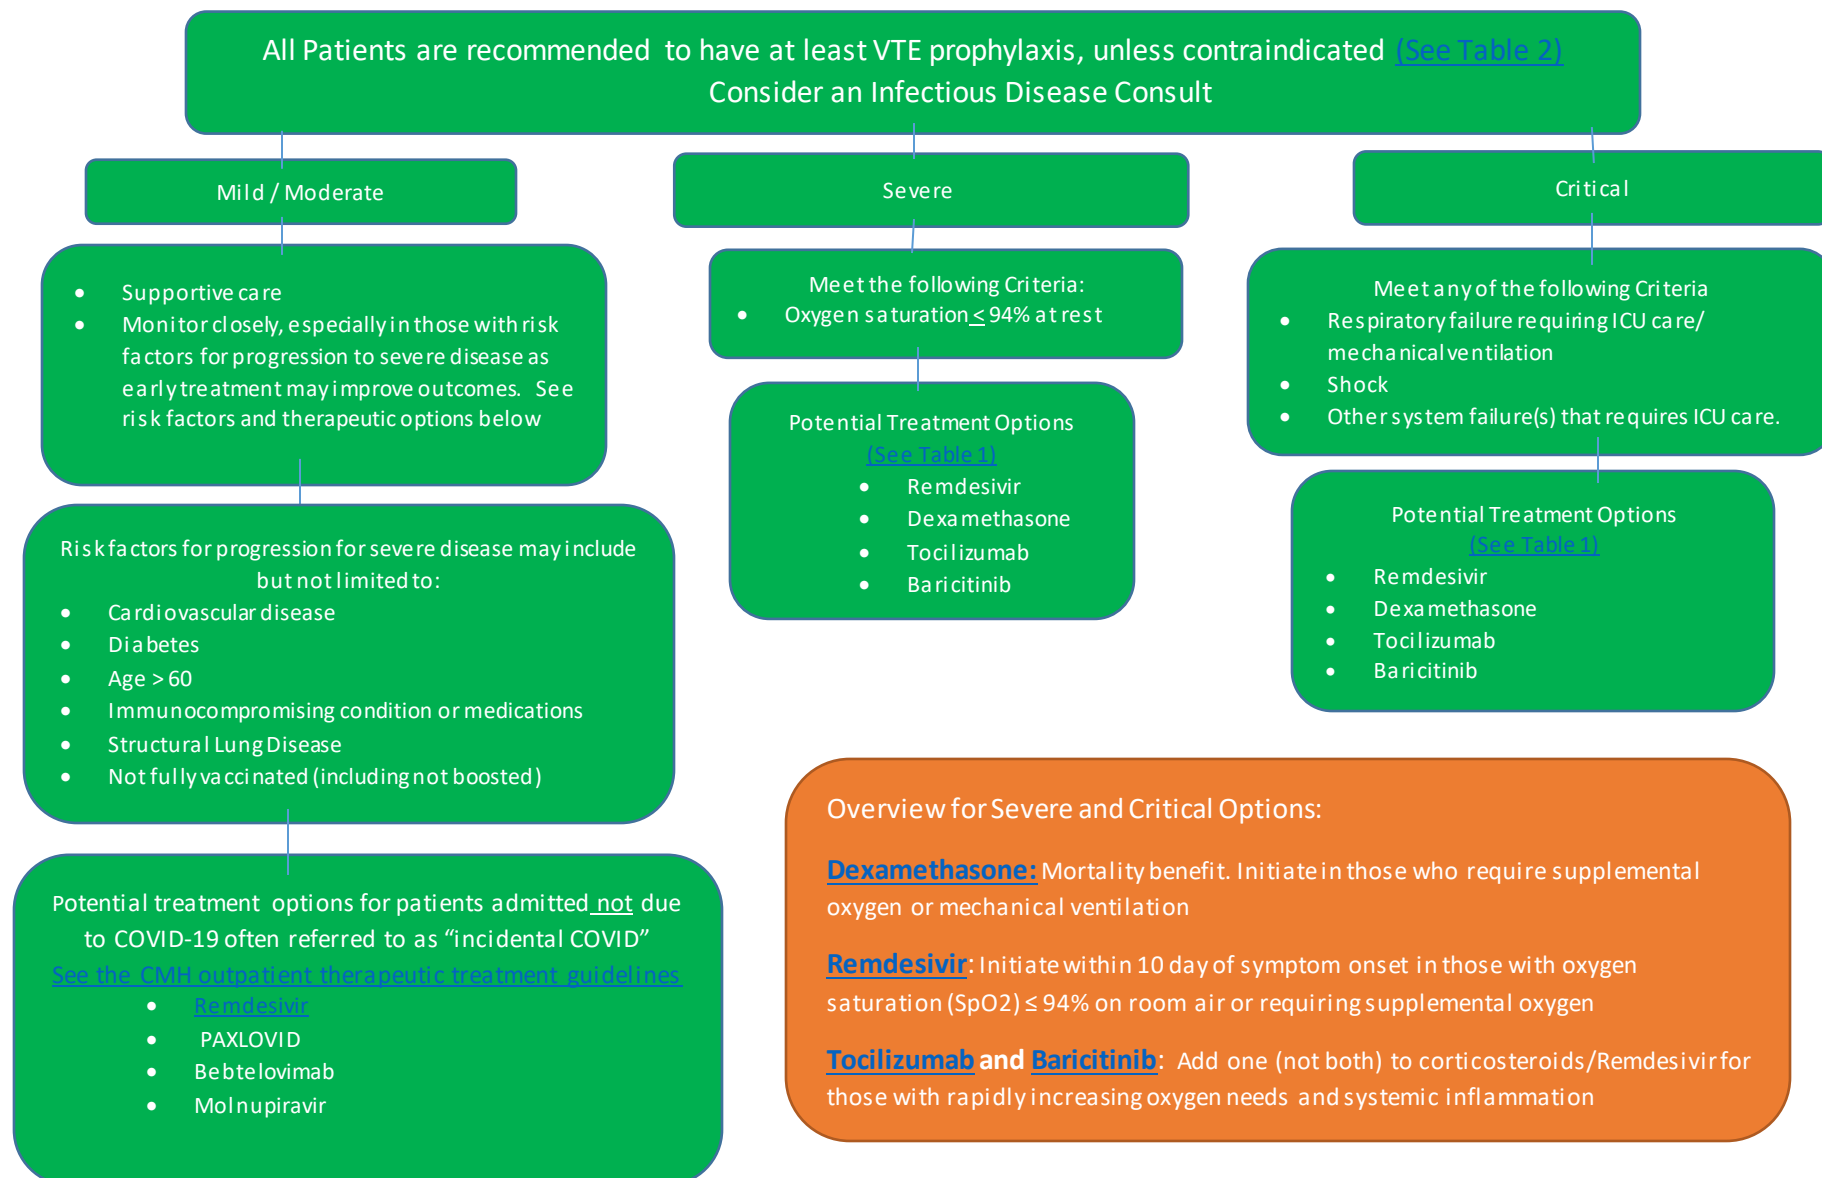 All Patients are recommended to have at least VTE prophylaxis, unless contraindicated (See Table 2)
Consider an Infectious Disease Consult
Mild / Moderate
• Supportive care
• Monitor closely, especially in those with risk
factors for progression to severe disease as
early treatment may improve outcomes. See
risk factors and therapeutic options below
Risk factors for progression for severe disease may include
but not limited to:
• Cardiovascular disease
• Diabetes
• Age > 60
• Immunocompromising condition or medications
• Structural Lung Disease
• Not fully vaccinated (including not boosted)
Potential treatment options for patients admitted not due
to COVID-19 often referred to as “incidental COVID”
See the CMH outpatient therapeutic treatment guidelines
• Remdesivir
• PAXLOVID
• Bebtelovimab
• Molnupiravir
Severe
Meet the following Criteria:
• Oxygen saturation ≤ 94% at rest
Potential Treatment Options
(See Table 1)
• Remdesivir
• Dexamethasone
• Tocilizumab
• Baricitinib
Critical
Meet any of the following Criteria
• Respiratory failure requiring ICU care/
mechanical ventilation
• Shock
• Other system failure(s) that requires ICU care.
Potential Treatment Options
(See Table 1)
• Remdesivir
• Dexamethasone
• Tocilizumab
• Baricitinib
Overview for Severe and Critical Options:
Dexamethasone: Mortality benefit. Initiate in those who require supplemental
oxygen or mechanical ventilation
Remdesivir: Initiate within 10 day of symptom onset in those with oxygen
saturation (SpO2) ≤ 94% on room air or requiring supplemental oxygen
Tocilizumab and Baricitinib: Add one (not both) to corticosteroids/Remdesivir for
those with rapidly increasing oxygen needs and systemic inflammation